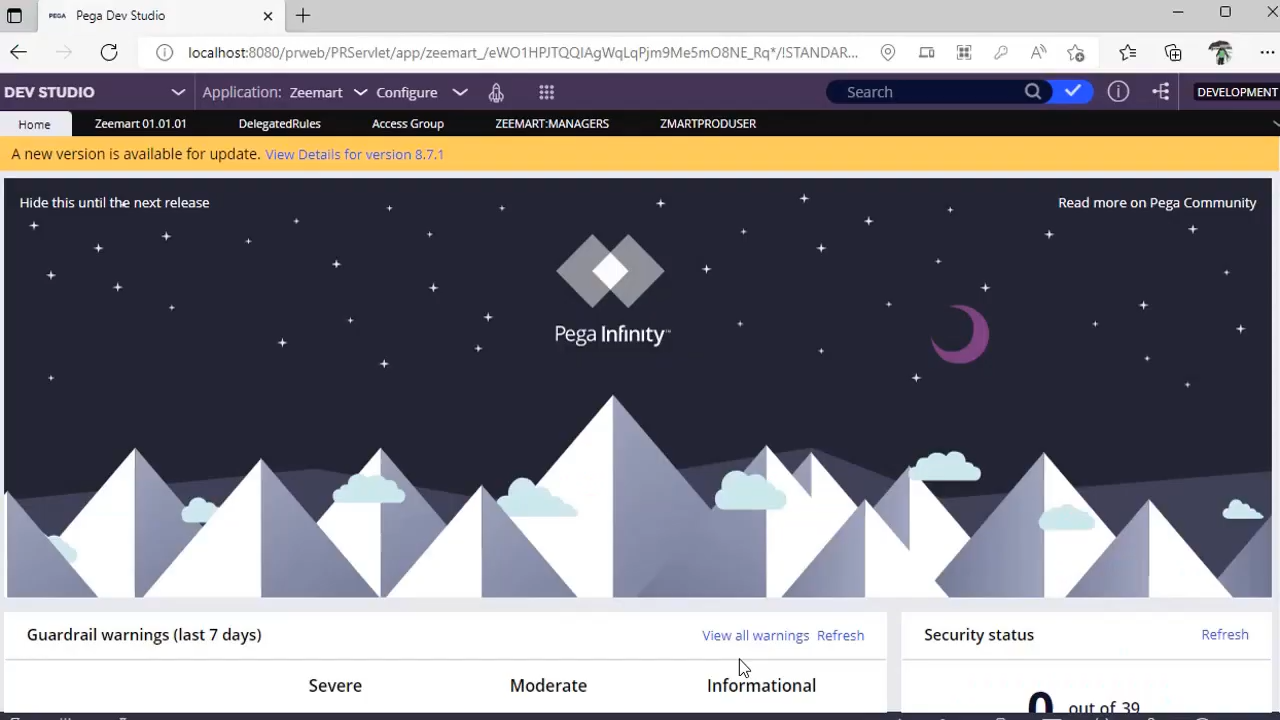 PEGA Pega Dev Studio
localhost:8080/prweb/PRServlet/app/zeemart_/eWO1HPJTQQIAgWqLqPjm9Me5mO8NE_Rq*/!STANDAR...
DEV STUDIO Application: Zeemart Configure Search DEVELOPMENT
Home Zeemart 01.01.01 DelegatedRules Access Group ZEEMART:MANAGERS ZMARTPRODUSER
A new version is available for update. View Details for version 8.7.1
Hide this until the next release Read more on Pega Community
Pega Infinity™
Guardrail warnings (last 7 days) View all warnings Refresh Security status Refresh
Severe Moderate Informational
0 out of 39